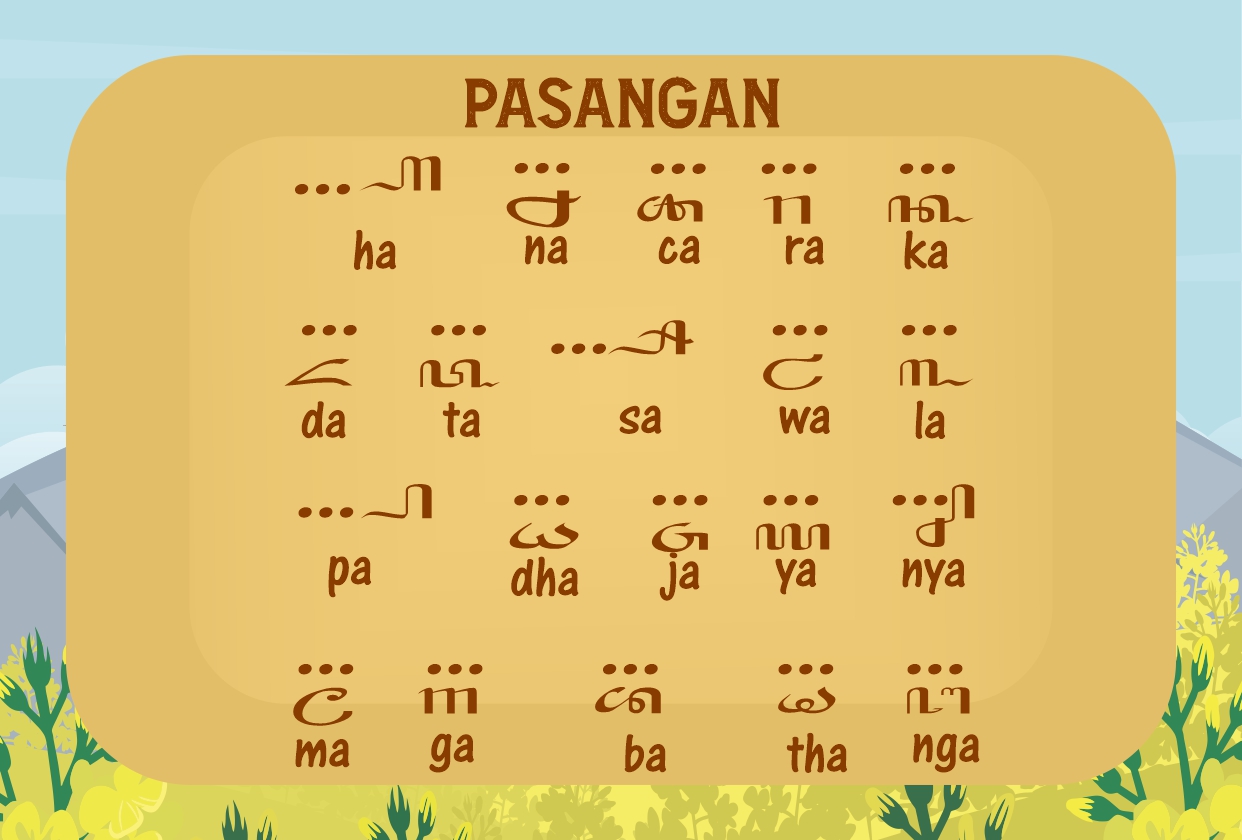 PASANGAN
... ꧀ꦲ ... ꧀ꦤ ... ꧀ꦕ ... ꧀ꦫ ... ꧀ꦏ
ha na ca ra ka
... ꧀ꦢ ... ꧀ꦠ ... ꧀ꦱ ... ꧀ꦮ ... ꧀ꦭ
da ta sa wa la
... ꧀ꦥ ... ꧀ꦝ ... ꧀ꦗ ... ꧀ꦪ ... ꧀ꦚ
pa dha ja ya nya
... ꧀ꦩ ... ꧀ꦒ ... ꧀ꦧ ... ꧀ꦛ ... ꧀ꦔ
ma ga ba tha nga